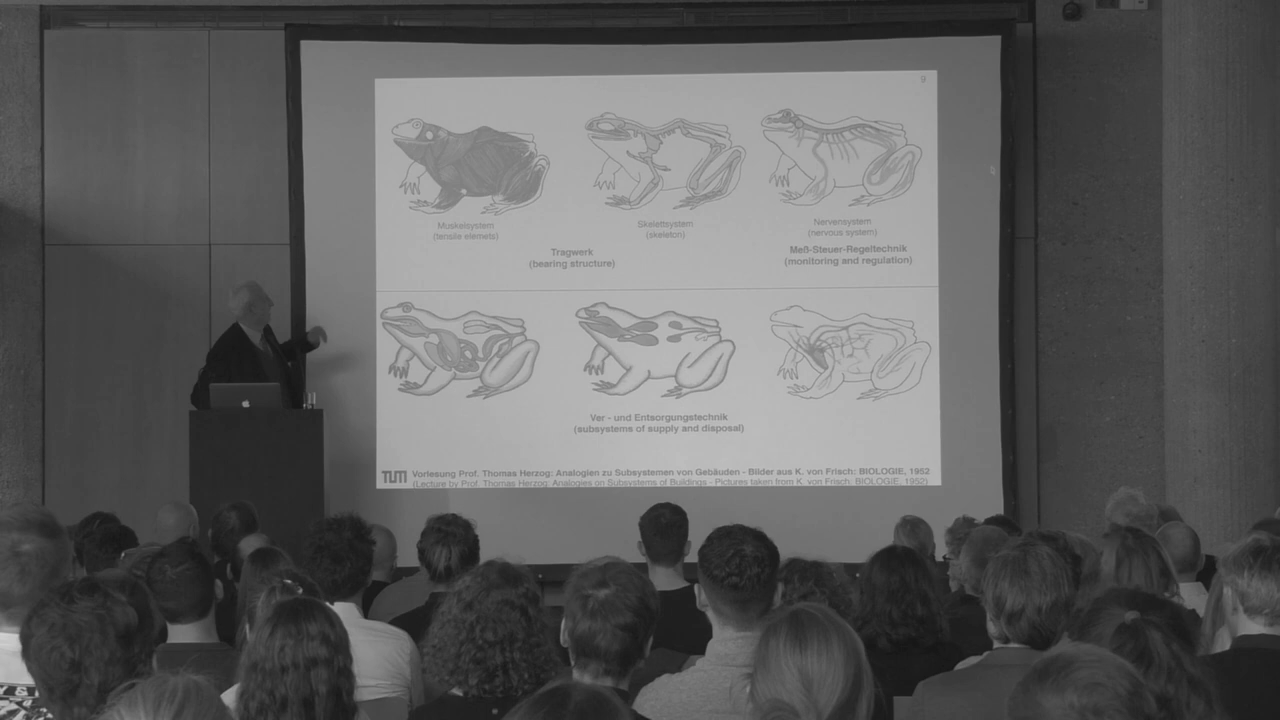 Muskelsystem
(tensile elemets)
Skelettsystem
(skeleton)
Nervensystem
(nervous system)
Tragwerk
(bearing structure)
Meß-Steuer-Regeltechnik
(monitoring and regulation)
Ver - und Entsorgungstechnik
(subsystems of supply and disposal)
TUM Vorlesung Prof. Thomas Herzog: Analogien zu Subsystemen von Gebäuden - Bilder aus K. von Frisch: BIOLOGIE, 1952
(Lecture by Prof. Thomas Herzog: Analogies on Subsystems of Buildings - Pictures taken from K. von Frisch: BIOLOGIE, 1952)